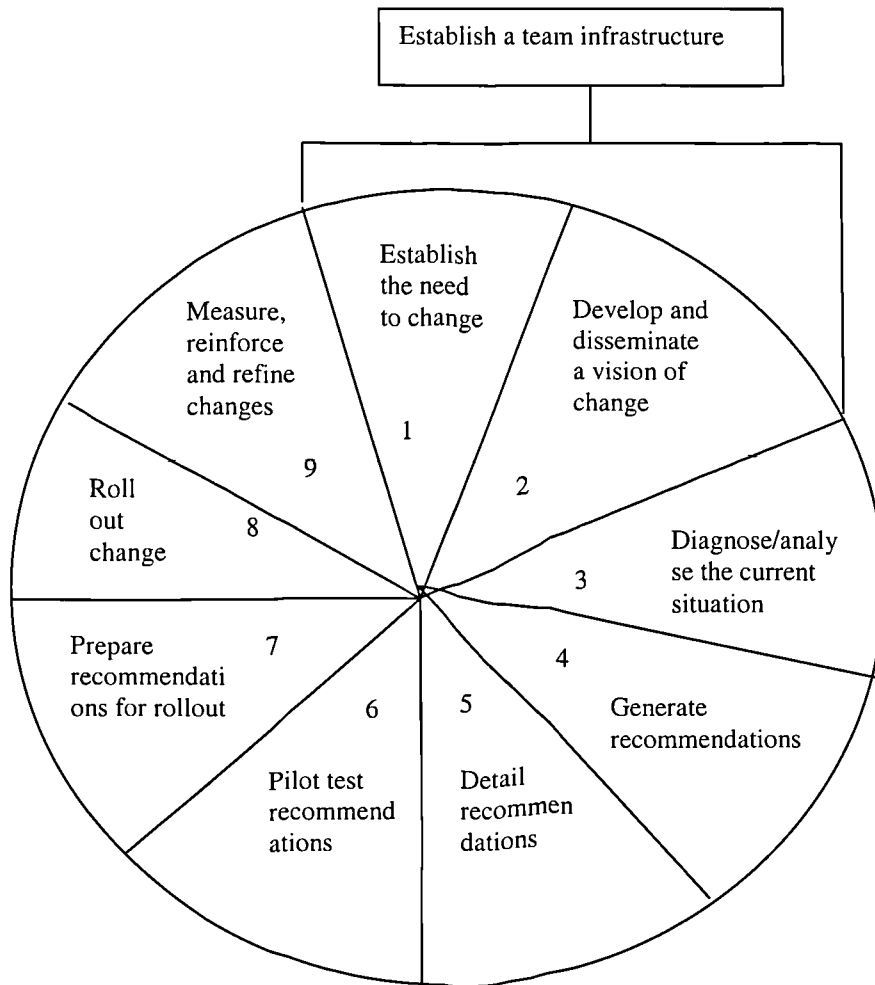 Establish a team infrastructure
Establish
the need
to change
1
Develop and
disseminate
a vision of
change
2
Diagnose/analy
se the current
situation
3
4
Generate
recommendations
5
Detail
recommen
dations
6
Pilot test
recommend
ations
7
Prepare
recommendati
ons for rollout
8
Roll
out
change
9
Measure,
reinforce
and refine
changes